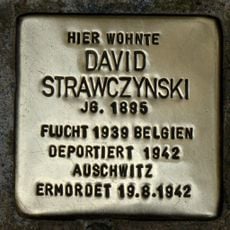 HIER WOHNTE
DAVID
STRAWCZYNSKI
JG. 1895
FLUCHT 1939 BELGIEN
DEPORTIERT 1942
AUSCHWITZ
ERMORDET 19.8.1942